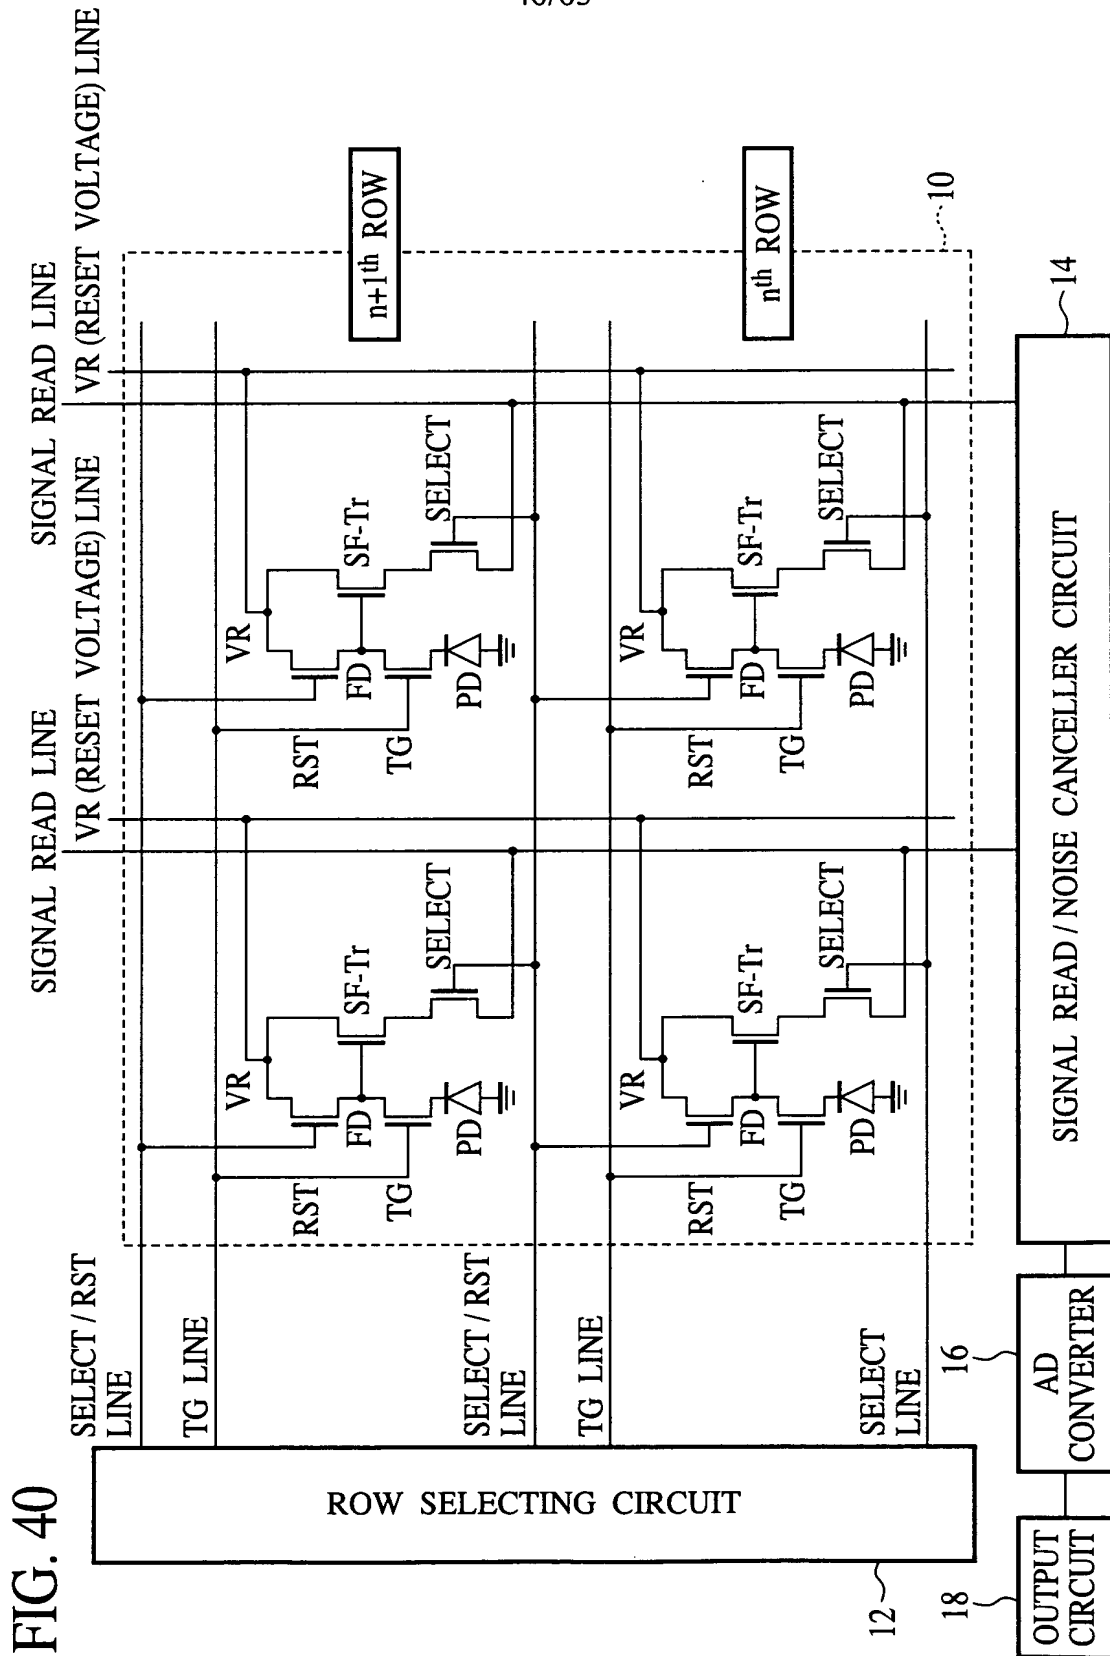 FIG. 40
SIGNAL READ LINE
VR (RESET VOLTAGE) LINE
SIGNAL READ LINE
VR (RESET VOLTAGE) LINE
SELECT / RST
LINE
TG LINE
SELECT / RST
LINE
TG LINE
SELECT
LINE
ROW SELECTING CIRCUIT
12
VR
SF-Tr
RST
FD
TG
PD
SELECT
VR
SF-Tr
RST
FD
TG
PD
SELECT
n+1th ROW
VR
SF-Tr
RST
FD
TG
PD
SELECT
VR
SF-Tr
RST
FD
TG
PD
SELECT
nth ROW
10
18
OUTPUT
CIRCUIT
16
AD
CONVERTER
SIGNAL READ / NOISE CANCELLER CIRCUIT
14